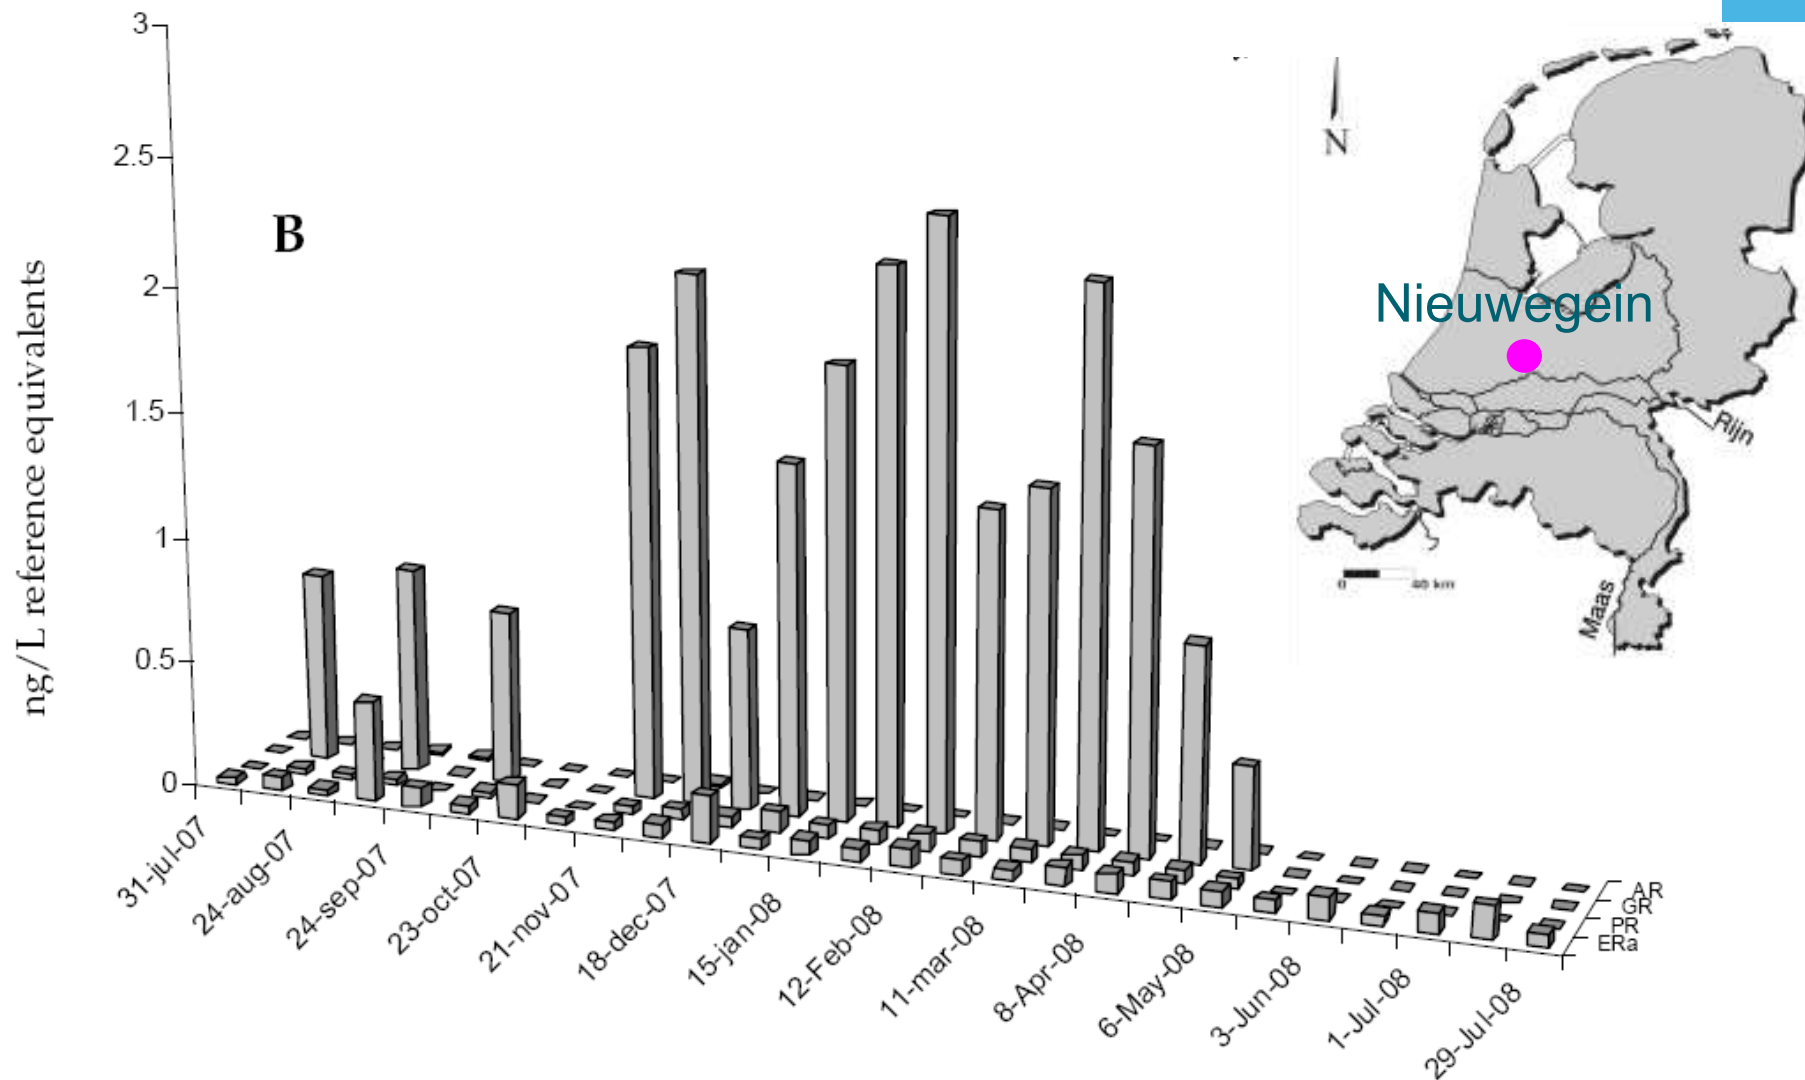 3
2.5
2
1.5
1
0.5
0
ng/L reference equivalents
B
31-jul-07
24-aug-07
24-sep-07
23-oct-07
21-nov-07
18-dec-07
15-jan-08
12-Feb-08
11-mar-08
8-Apr-08
6-May-08
3-Jun-08
1-Jul-08
29-Jul-08
AR
GR
PR
ERa
N
Nieuwegein
Rijn
Maas
0 40 km